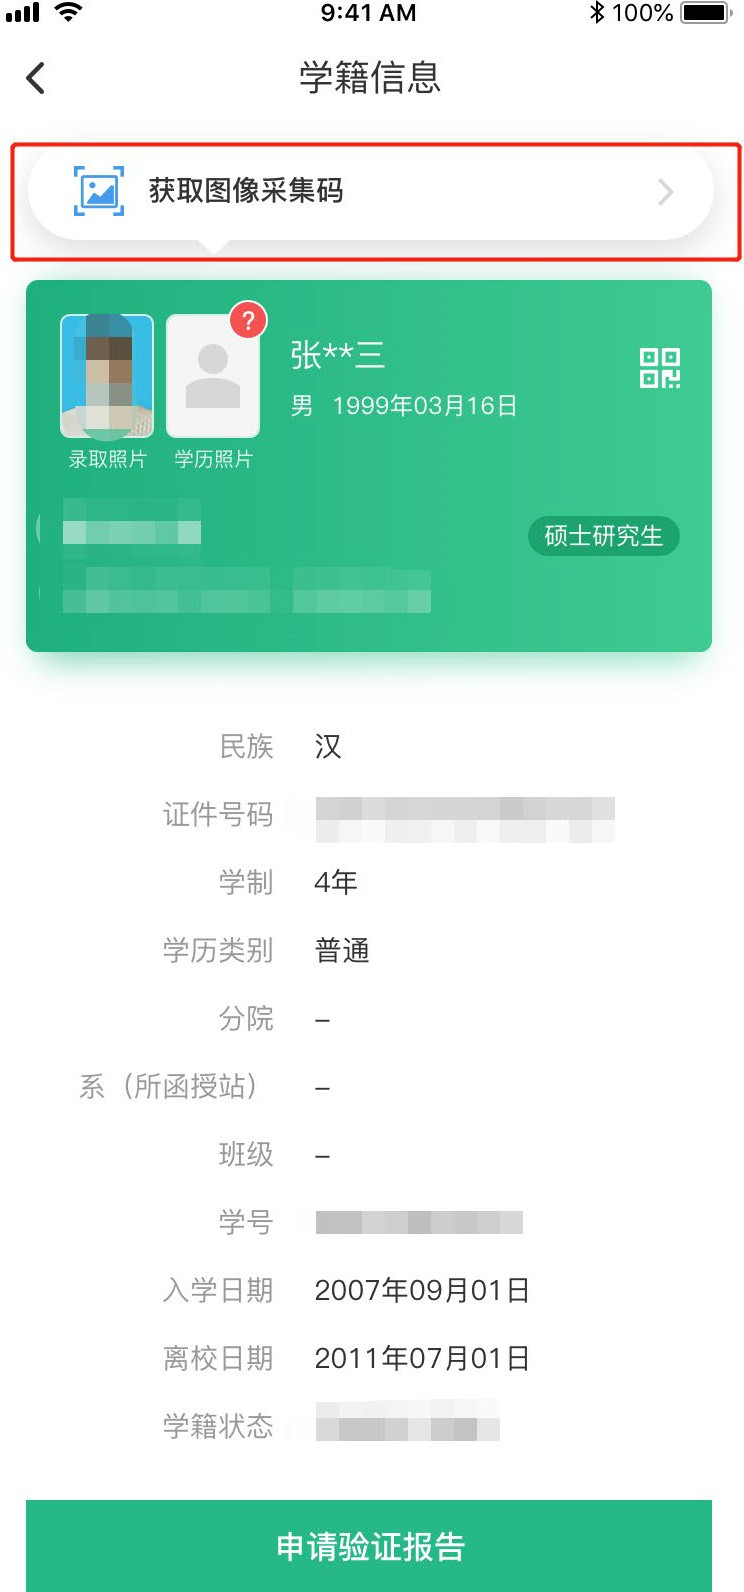 9:41 AM 100%
学籍信息
获取图像采集码
?
张**三
男 1999年03月16日
录取照片 学历照片
硕士研究生
民族 汉
证件号码
学制 4年
学历类别 普通
分院 –
系（所函授站） –
班级 –
学号
入学日期 2007年09月01日
离校日期 2011年07月01日
学籍状态
申请验证报告